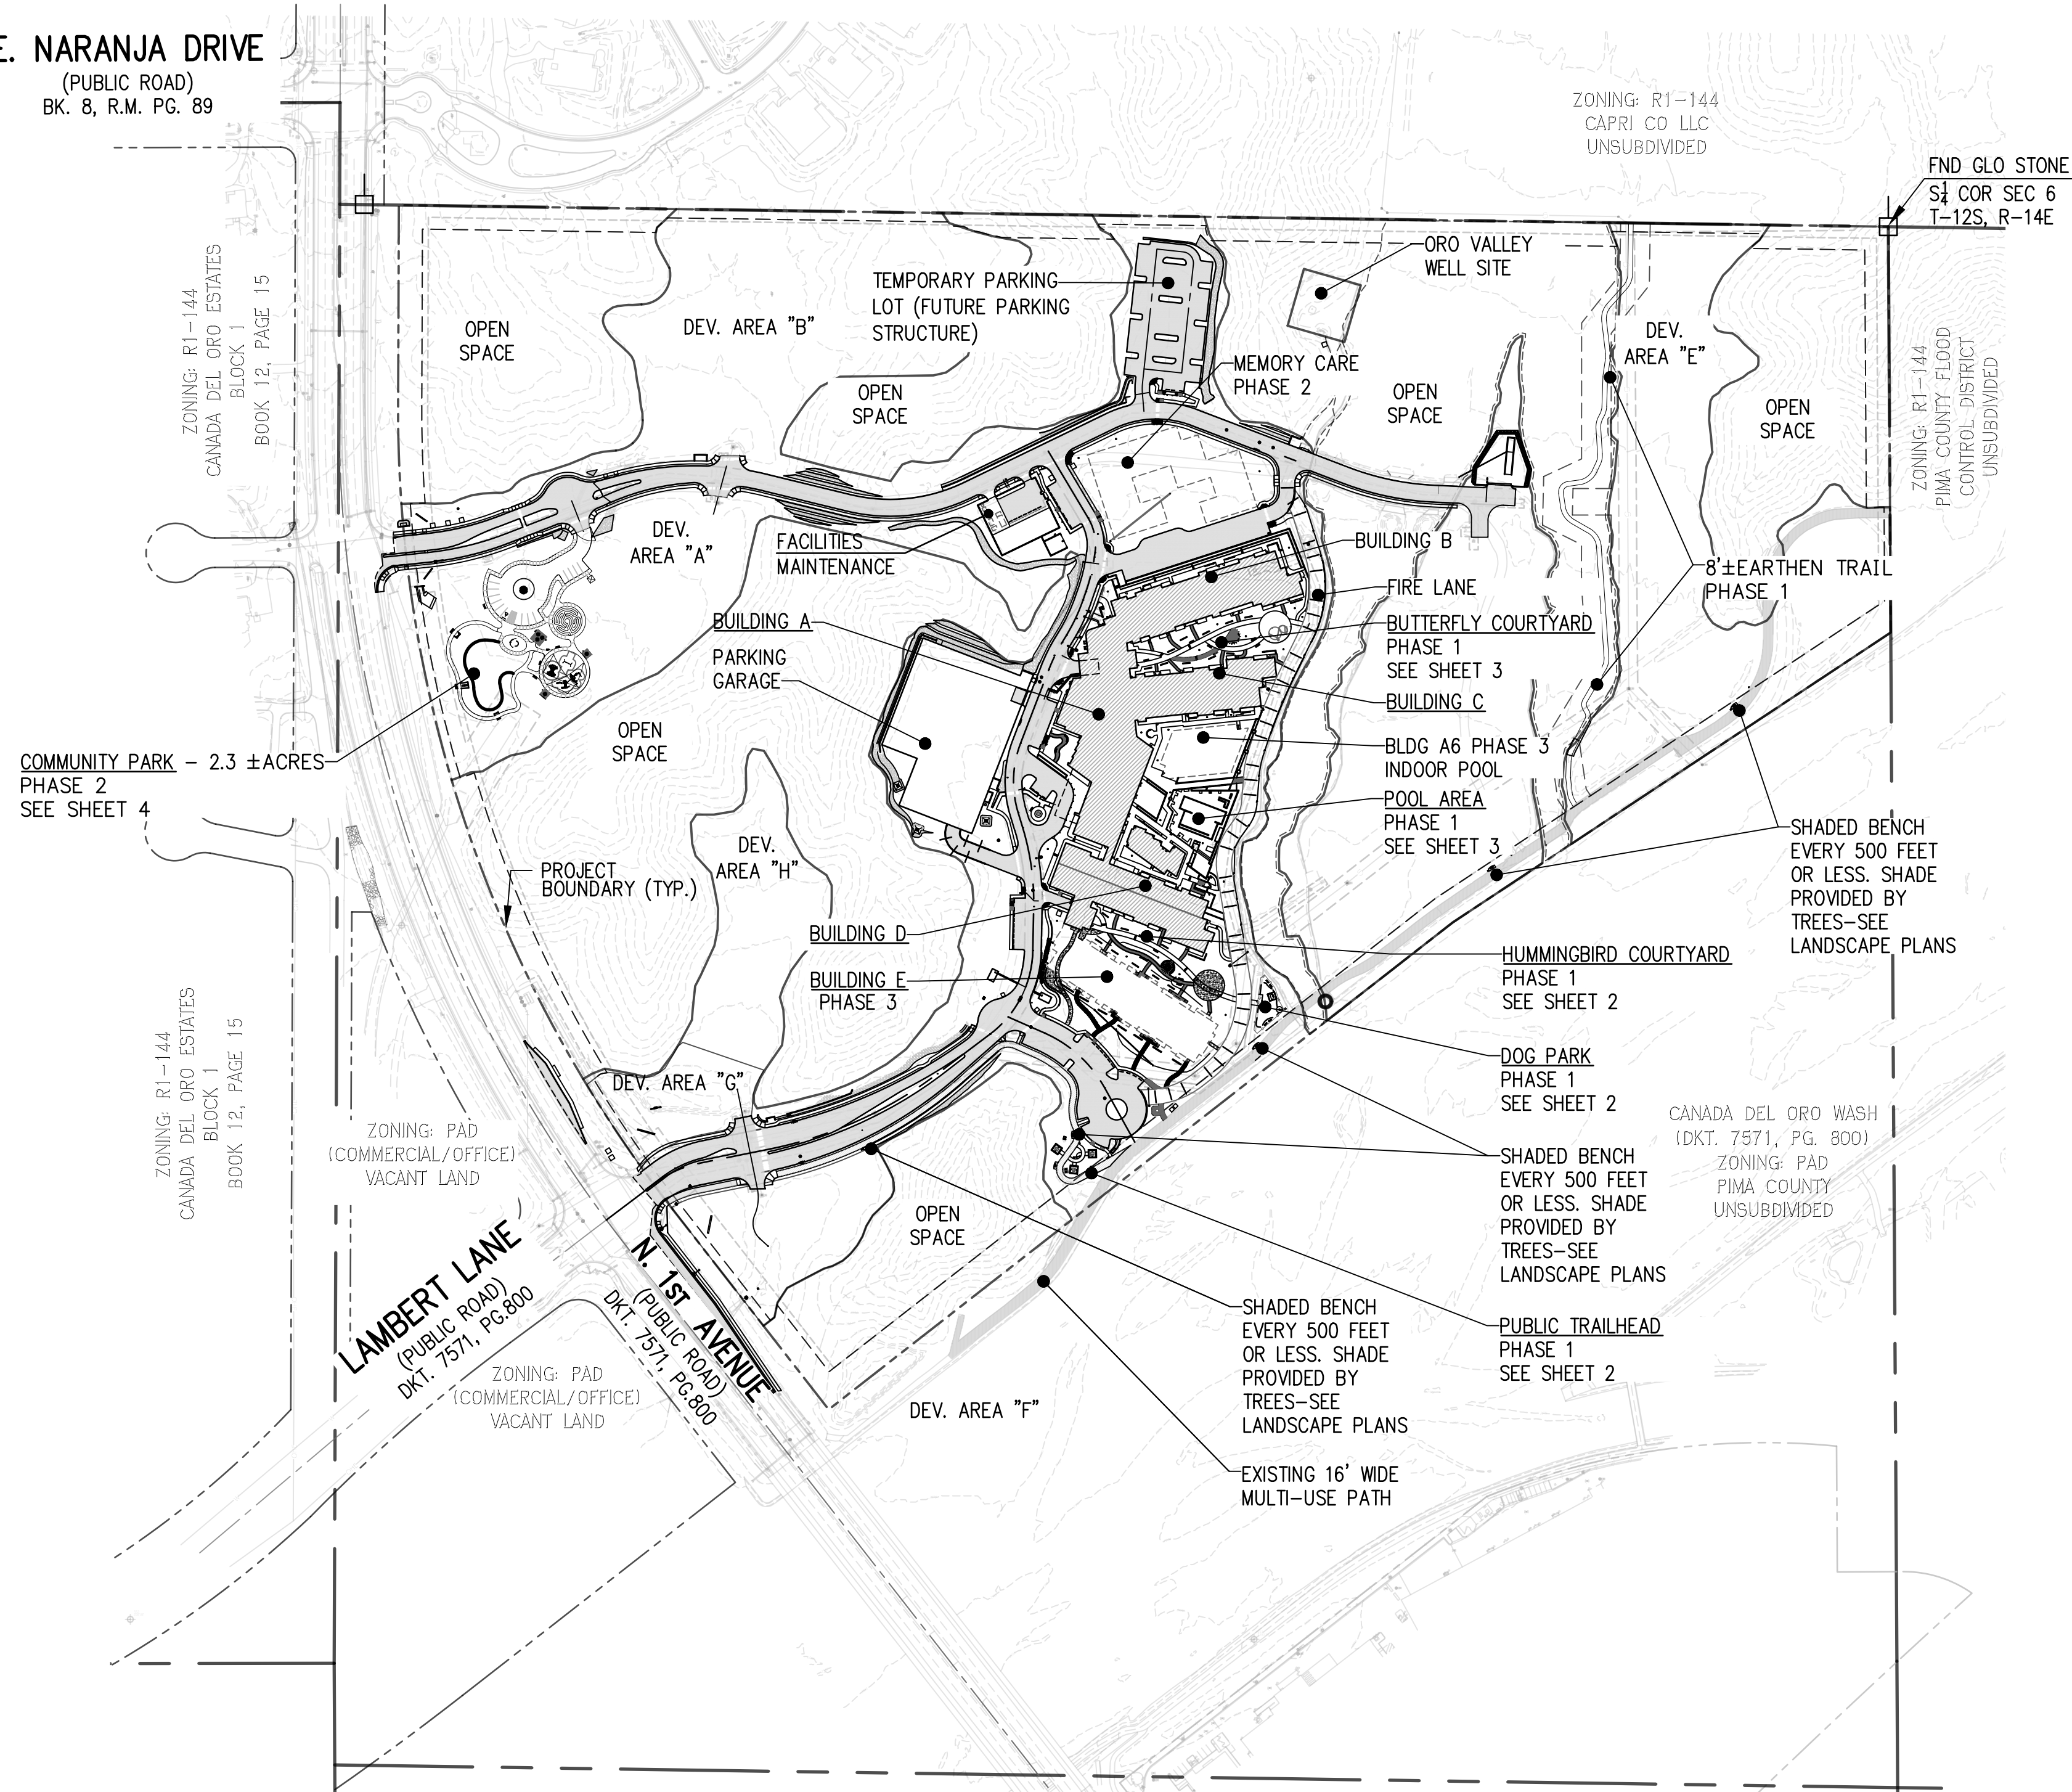 E. NARANJA DRIVE
(PUBLIC ROAD)
BK. 8, R.M. PG. 89
ZONING: R1-144
CAPRI CO LLC
UNSUBDIVIDED
FND GLO STONE
S1/4 COR SEC 6
T-12S, R-14E
ZONING: R1-144
CANADA DEL ORO ESTATES
BLOCK 1
BOOK 12, PAGE 15
OPEN
SPACE
DEV. AREA "B"
TEMPORARY PARKING
LOT (FUTURE PARKING
STRUCTURE)
ORO VALLEY
WELL SITE
DEV.
AREA "E"
MEMORY CARE
PHASE 2
OPEN
SPACE
OPEN
SPACE
OPEN
SPACE
ZONING: R1-144
PIMA COUNTY FLOOD
CONTROL DISTRICT
UNSUBDIVIDED
DEV.
AREA "A"
FACILITIES
MAINTENANCE
BUILDING B
FIRE LANE
8'±EARTHEN TRAIL
PHASE 1
BUILDING A
PARKING
GARAGE
BUTTERFLY COURTYARD
PHASE 1
SEE SHEET 3
BUILDING C
OPEN
SPACE
BLDG A6 PHASE 3
INDOOR POOL
COMMUNITY PARK - 2.3 ±ACRES
PHASE 2
SEE SHEET 4
POOL AREA
PHASE 1
SEE SHEET 3
SHADED BENCH
EVERY 500 FEET
OR LESS. SHADE
PROVIDED BY
TREES-SEE
LANDSCAPE PLANS
DEV.
AREA "H"
PROJECT
BOUNDARY (TYP.)
BUILDING D
BUILDING E
PHASE 3
HUMMINGBIRD COURTYARD
PHASE 1
SEE SHEET 2
ZONING: R1-144
CANADA DEL ORO ESTATES
BLOCK 1
BOOK 12, PAGE 15
DOG PARK
PHASE 1
SEE SHEET 2
DEV. AREA "G"
ZONING: PAD
(COMMERCIAL/OFFICE)
VACANT LAND
CANADA DEL ORO WASH
(DKT. 7571, PG. 800)
ZONING: PAD
PIMA COUNTY
UNSUBDIVIDED
SHADED BENCH
EVERY 500 FEET
OR LESS. SHADE
PROVIDED BY
TREES-SEE
LANDSCAPE PLANS
OPEN
SPACE
LAMBERT LANE
(PUBLIC ROAD)
DKT. 7571, PG.800
N. 1ST AVENUE
(PUBLIC ROAD)
DKT. 7571, PG.800
SHADED BENCH
EVERY 500 FEET
OR LESS. SHADE
PROVIDED BY
TREES-SEE
LANDSCAPE PLANS
PUBLIC TRAILHEAD
PHASE 1
SEE SHEET 2
ZONING: PAD
(COMMERCIAL/OFFICE)
VACANT LAND
DEV. AREA "F"
EXISTING 16' WIDE
MULTI-USE PATH